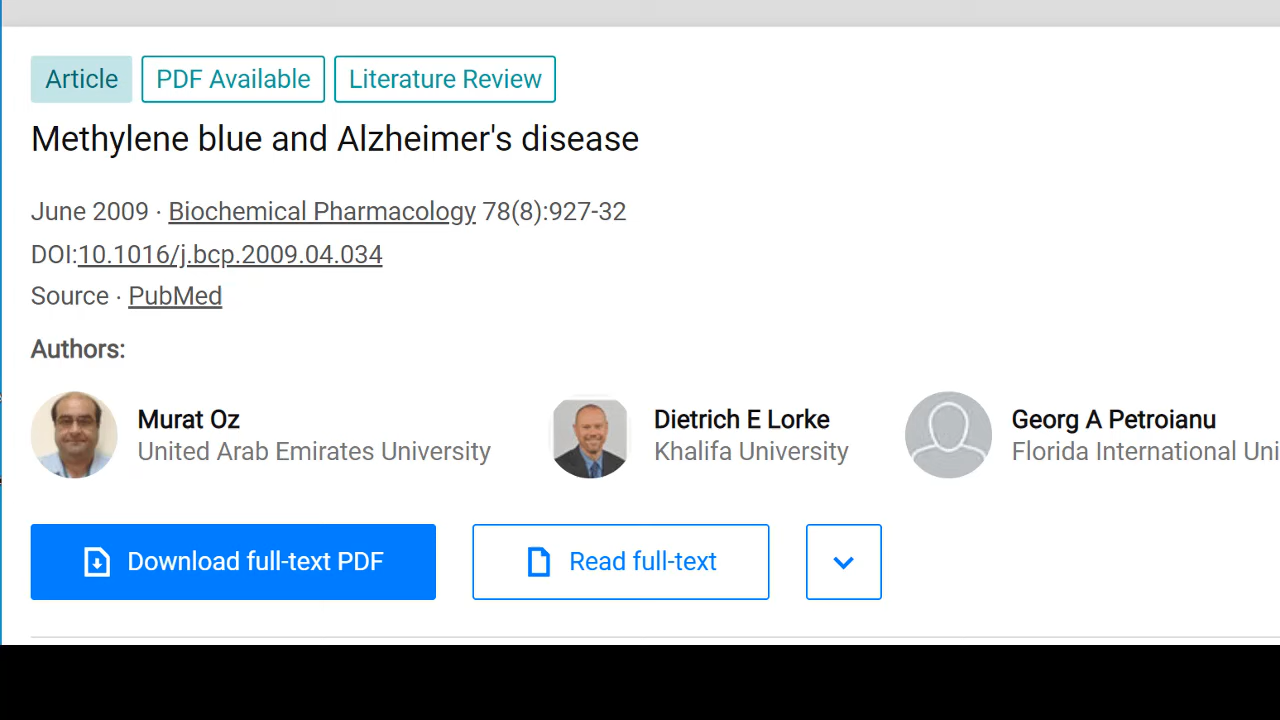 Article PDF Available Literature Review
Methylene blue and Alzheimer's disease
June 2009 · Biochemical Pharmacology 78(8):927-32
DOI:10.1016/j.bcp.2009.04.034
Source · PubMed
Authors:
Murat Oz
United Arab Emirates University
Dietrich E Lorke
Khalifa University
Georg A Petroianu
Florida International Uni
Download full-text PDF
Read full-text